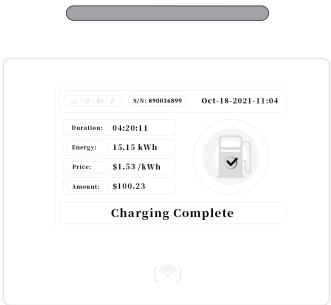 S/N: 890036899
Oct-18-2021-11:04
Duration: 04:20:11
Energy: 15.15 kWh
Price: $1.53 /kWh
Amount: $100.23
Charging Complete